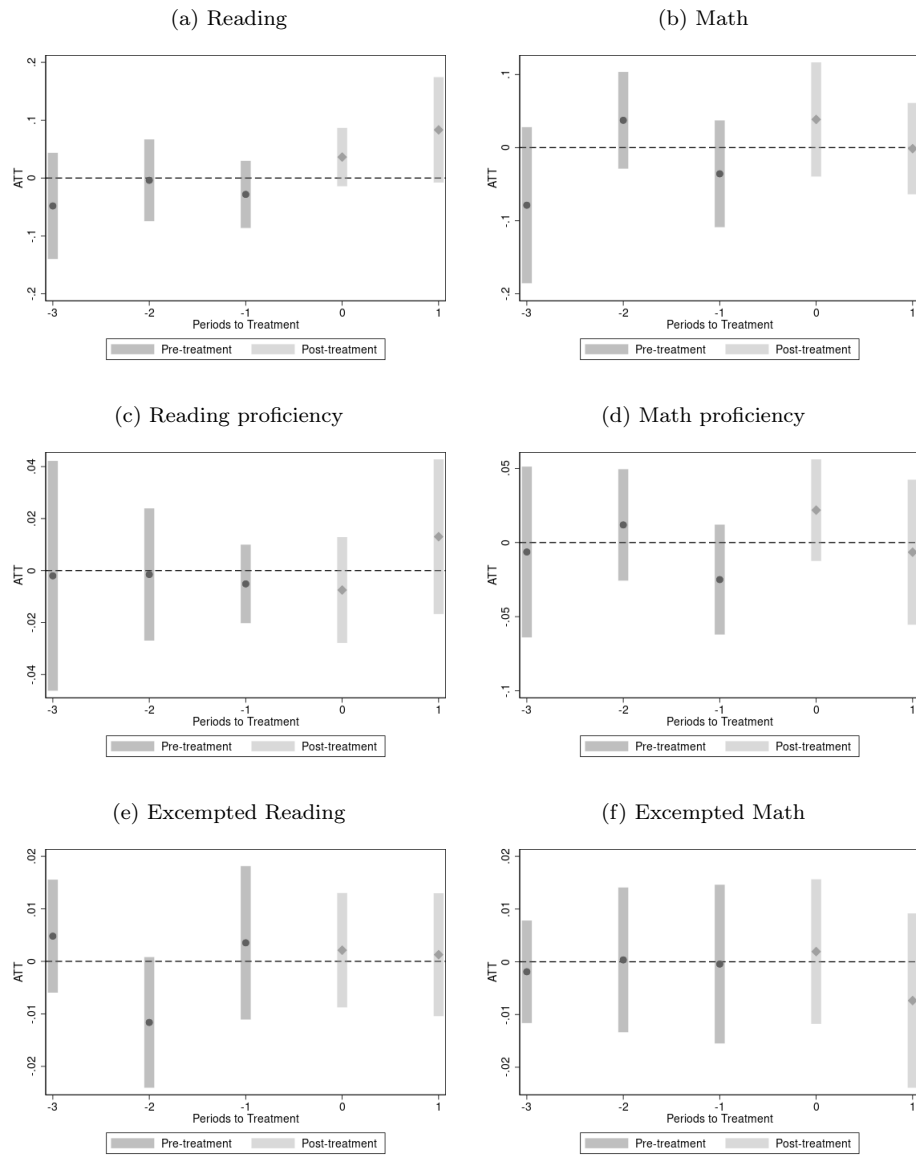 (a) Reading
(b) Math
.2
.1
0
-.1
-.2
ATT
-3
-2
-1
0
1
Periods to Treatment
Pre-treatment
Post-treatment
.1
0
-.1
-.2
ATT
-3
-2
-1
0
1
Periods to Treatment
Pre-treatment
Post-treatment
(c) Reading proficiency
(d) Math proficiency
.04
.02
0
-.02
-.04
ATT
-3
-2
-1
0
1
Periods to Treatment
Pre-treatment
Post-treatment
.05
0
-.05
-.1
ATT
-3
-2
-1
0
1
Periods to Treatment
Pre-treatment
Post-treatment
(e) Excempted Reading
(f) Excempted Math
.02
.01
0
-.01
-.02
ATT
-3
-2
-1
0
1
Periods to Treatment
Pre-treatment
Post-treatment
.02
.01
0
-.01
-.02
ATT
-3
-2
-1
0
1
Periods to Treatment
Pre-treatment
Post-treatment